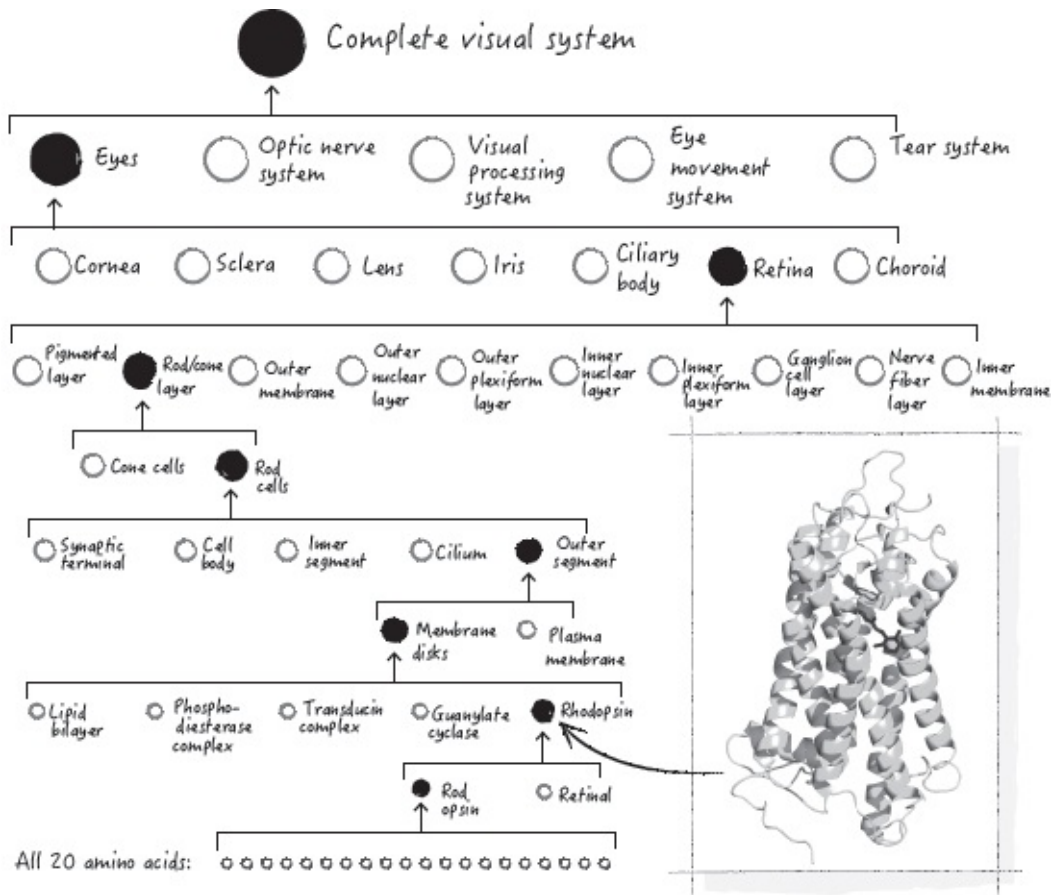 Complete visual system
Eyes
Optic nerve
system
Visual
processing
system
Eye
movement
system
Tear system
Cornea
Sclera
Lens
Iris
Ciliary
body
Retina
Choroid
Pigmented
layer
Rod/cone
layer
Outer
membrane
Outer
nuclear
layer
Outer
plexiform
layer
Inner
nuclear
layer
Inner
plexiform
layer
Ganglion
cell
layer
Nerve
fiber
layer
Inner
membrane
Cone cells
Rod
cells
Synaptic
terminal
Cell
body
Inner
segment
Cilium
Outer
segment
Membrane
disks
Plasma
membrane
Lipid
bilayer
Phospho-
diesterase
complex
Transducin
complex
Guanylate
cyclase
Rhodopsin
Rod
opsin
Retinal
All 20 amino acids: